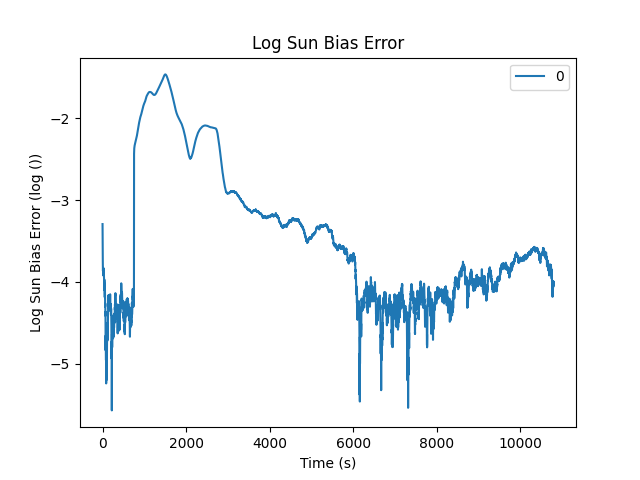 Log Sun Bias Error
0
Log Sun Bias Error (log ())
−2
−3
−4
−5
0 2000 4000 6000 8000 10000
Time (s)